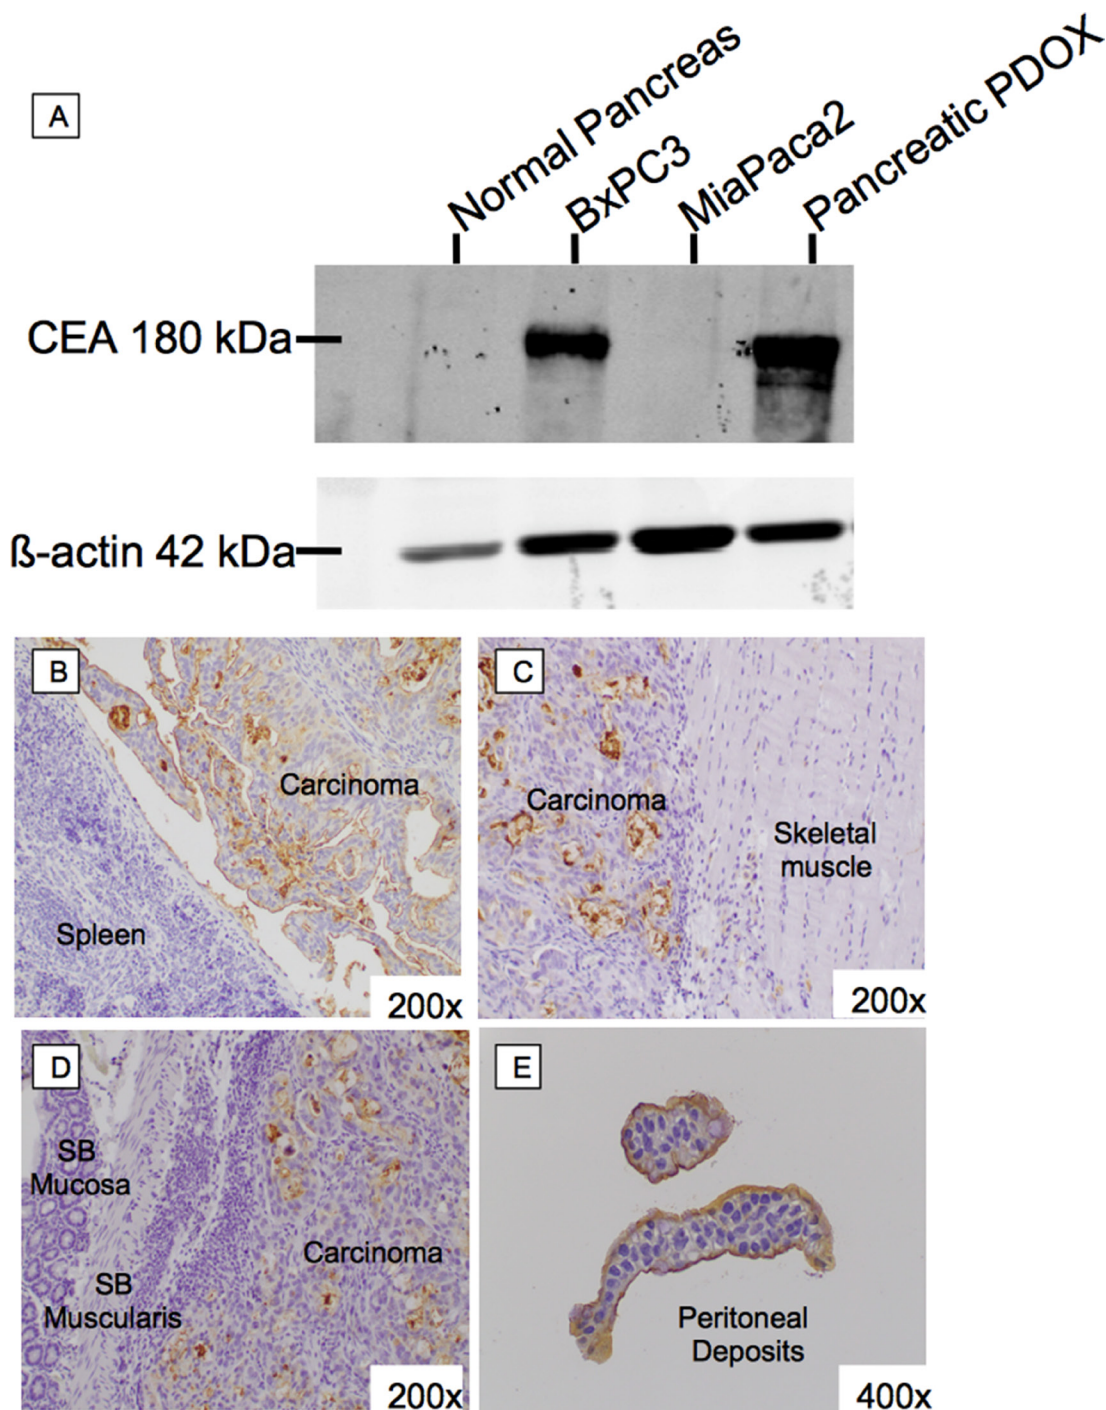 A
Normal Pancreas
BxPC3
MiaPaca2
Pancreatic PDOX
CEA 180 kDa
ß-actin 42 kDa
B
Carcinoma
Spleen
200x
C
Carcinoma
Skeletal
muscle
200x
D
SB
Mucosa
SB
Muscularis
Carcinoma
200x
E
Peritoneal
Deposits
400x